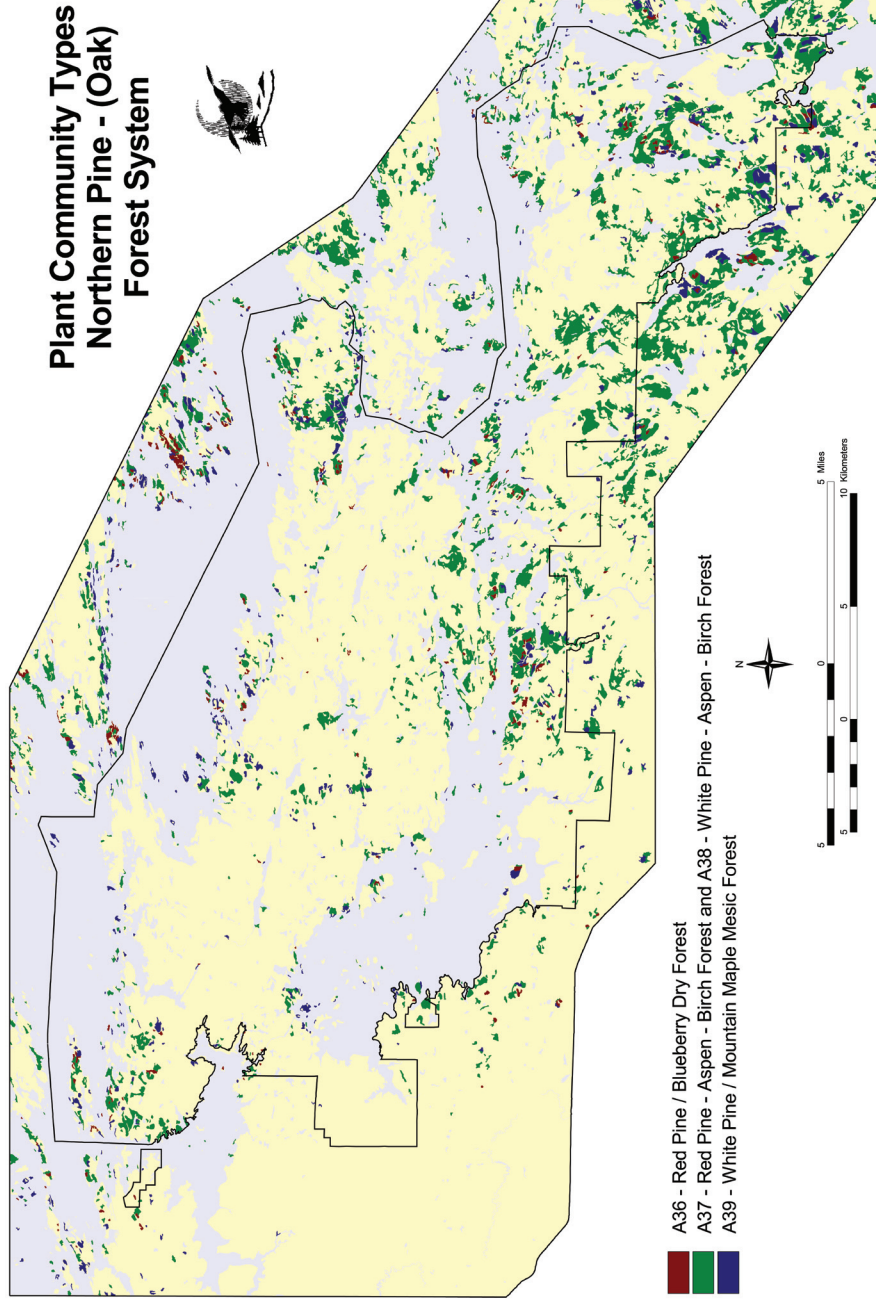 Plant Community Types
Northern Pine - (Oak)
Forest System
A36 - Red Pine / Blueberry Dry Forest
A37 - Red Pine - Aspen - Birch Forest and A38 - White Pine - Aspen - Birch Forest
A39 - White Pine / Mountain Maple Mesic Forest
N
5 0 5 Miles
5 0 5 10 Kilometers